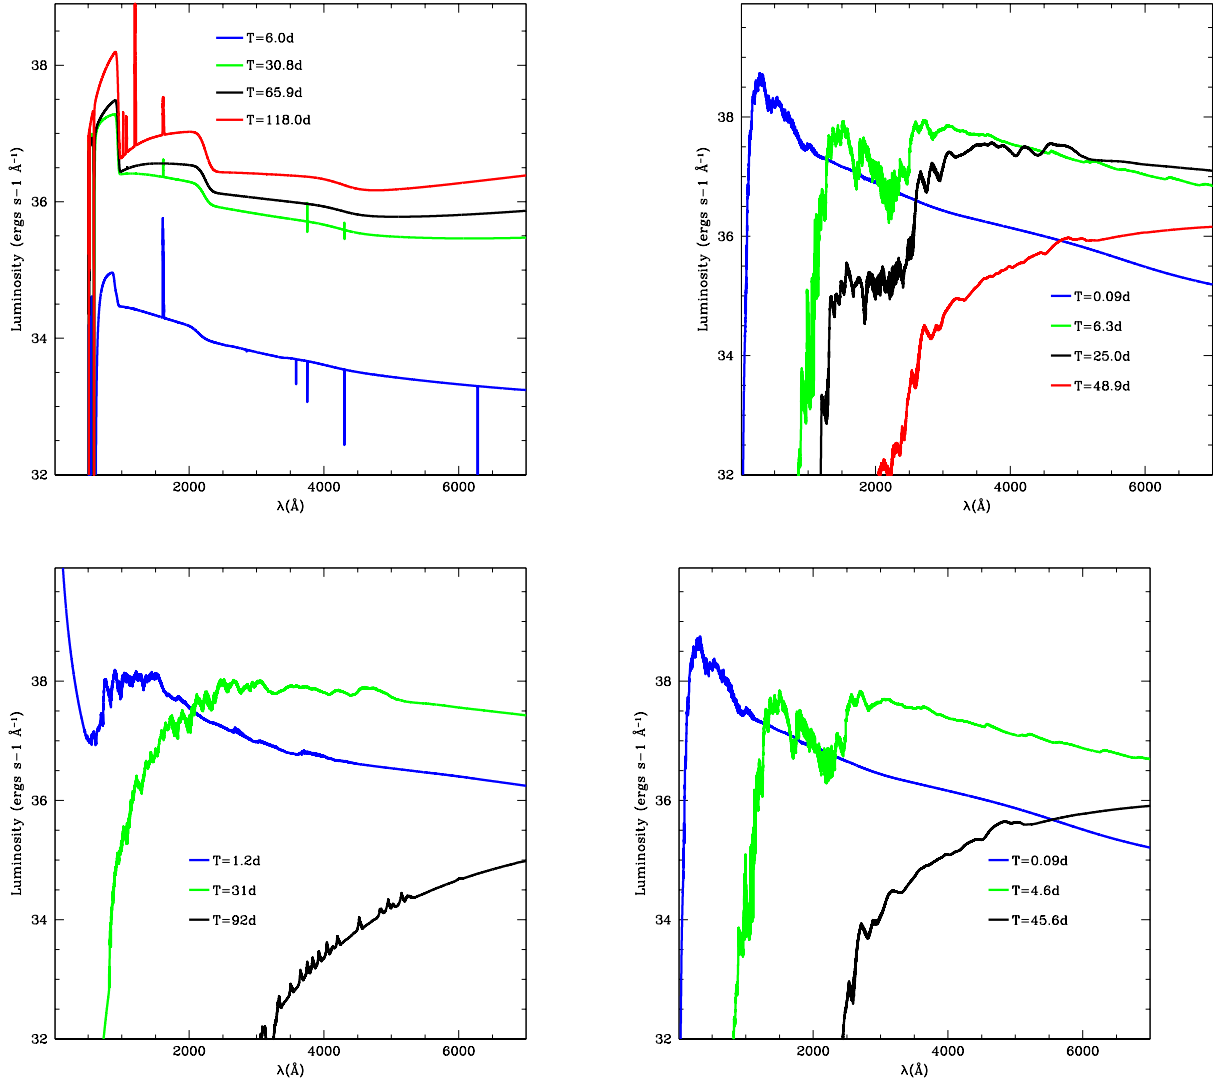 T=6.0d
T=30.8d
T=65.9d
T=118.0d
38
37
36
35
34
33
32
2000
4000
6000
Luminosity (ergs s−1 Å⁻¹)
λ(Å)
T=0.09d
T=6.3d
T=25.0d
T=48.9d
38
36
34
32
2000
4000
6000
Luminosity (ergs s−1 Å⁻¹)
λ(Å)
T=1.2d
T=31d
T=92d
38
36
34
32
2000
4000
6000
Luminosity (ergs s−1 Å⁻¹)
λ(Å)
T=0.09d
T=4.6d
T=45.6d
38
36
34
32
2000
4000
6000
Luminosity (ergs s−1 Å⁻¹)
λ(Å)